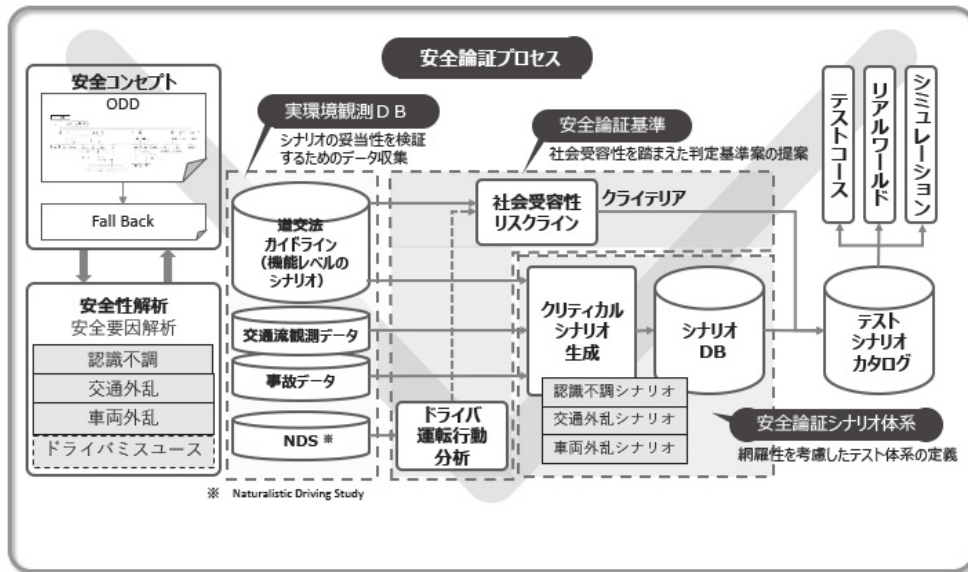 安全論証プロセス
安全コンセプト
ODD
Fall Back
安全性解析
安全要因解析
認識不調
交通外乱
車両外乱
ドライバミスユース
実環境観測DB
シナリオの妥当性を検証
するためのデータ収集
道交法
ガイドライン
(機能レベルの
シナリオ)
交通流観測データ
事故データ
NDS ※
※ Naturalistic Driving Study
安全論証基準
社会受容性を踏まえた判定基準案の提案
社会受容性
リスクライン
クライテリア
ドライバ
運転行動
分析
クリティカル
シナリオ
生成
シナリオ
DB
認識不調シナリオ
交通外乱シナリオ
車両外乱シナリオ
安全論証シナリオ体系
網羅性を考慮したテスト体系の定義
テストコース
リアルワールド
シミュレーション
テスト
シナリオ
カタログ